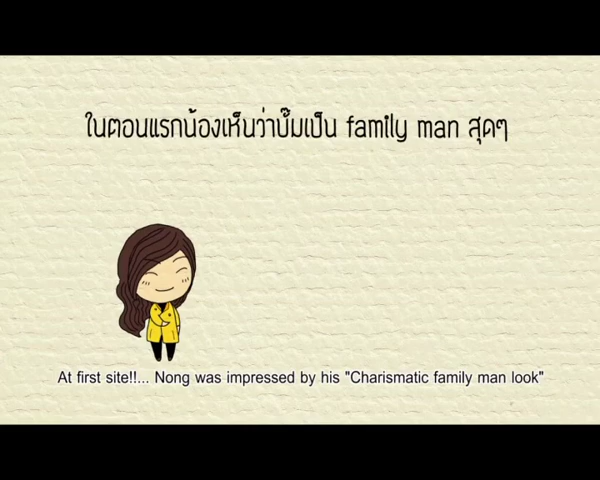 ในตอนแรกน้องเห็นว่าปั๊มเป็น family man สุดๆ
At first site!!... Nong was impressed by his "Charismatic family man look"